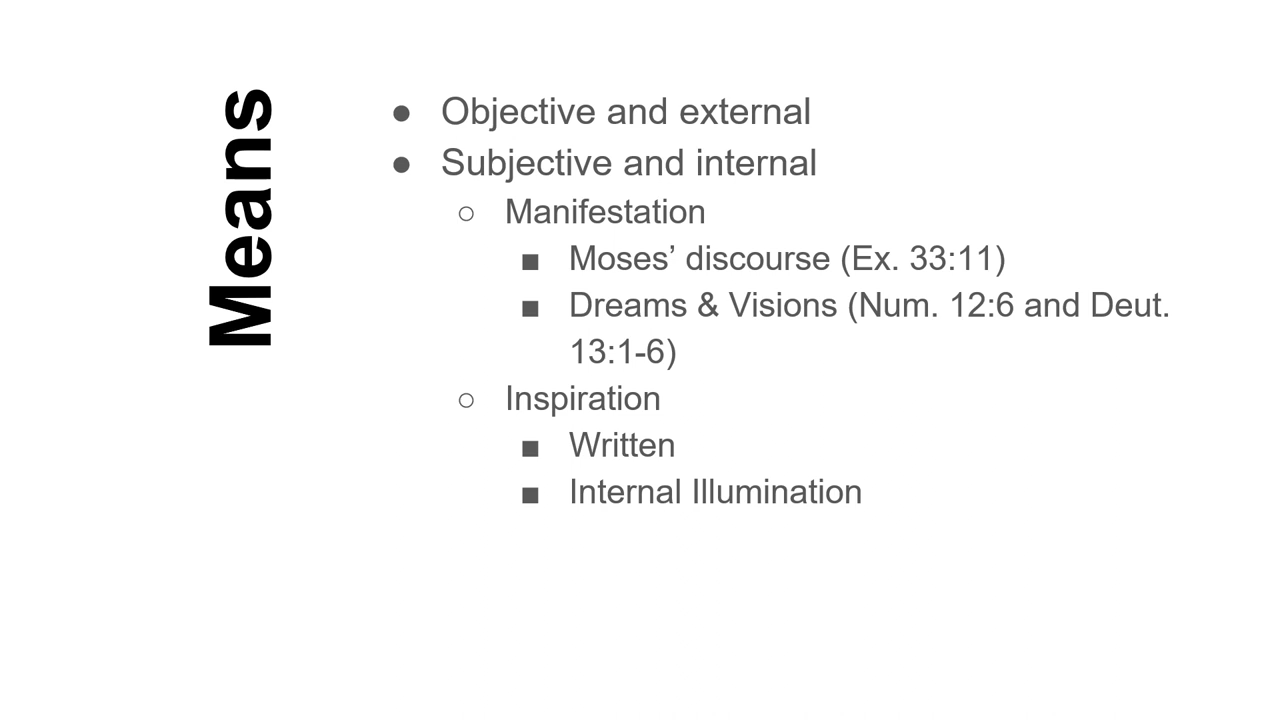 Means
● Objective and external
● Subjective and internal
○ Manifestation
■ Moses’ discourse (Ex. 33:11)
■ Dreams & Visions (Num. 12:6 and Deut.
13:1-6)
○ Inspiration
■ Written
■ Internal Illumination